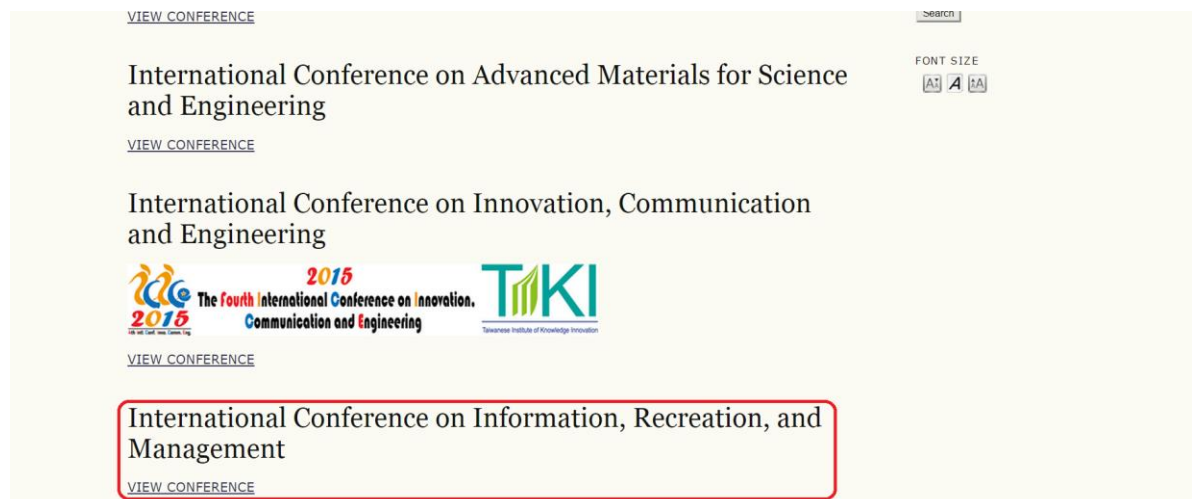 VIEW CONFERENCE
Search
International Conference on Advanced Materials for Science
and Engineering
FONT SIZE
A A A
VIEW CONFERENCE
International Conference on Innovation, Communication
and Engineering
2015
2015
The Fourth International Conference on Innovation,
Communication and Engineering
TIKI
Taiwanese Institute of Knowledge Innovation
VIEW CONFERENCE
International Conference on Information, Recreation, and
Management
VIEW CONFERENCE